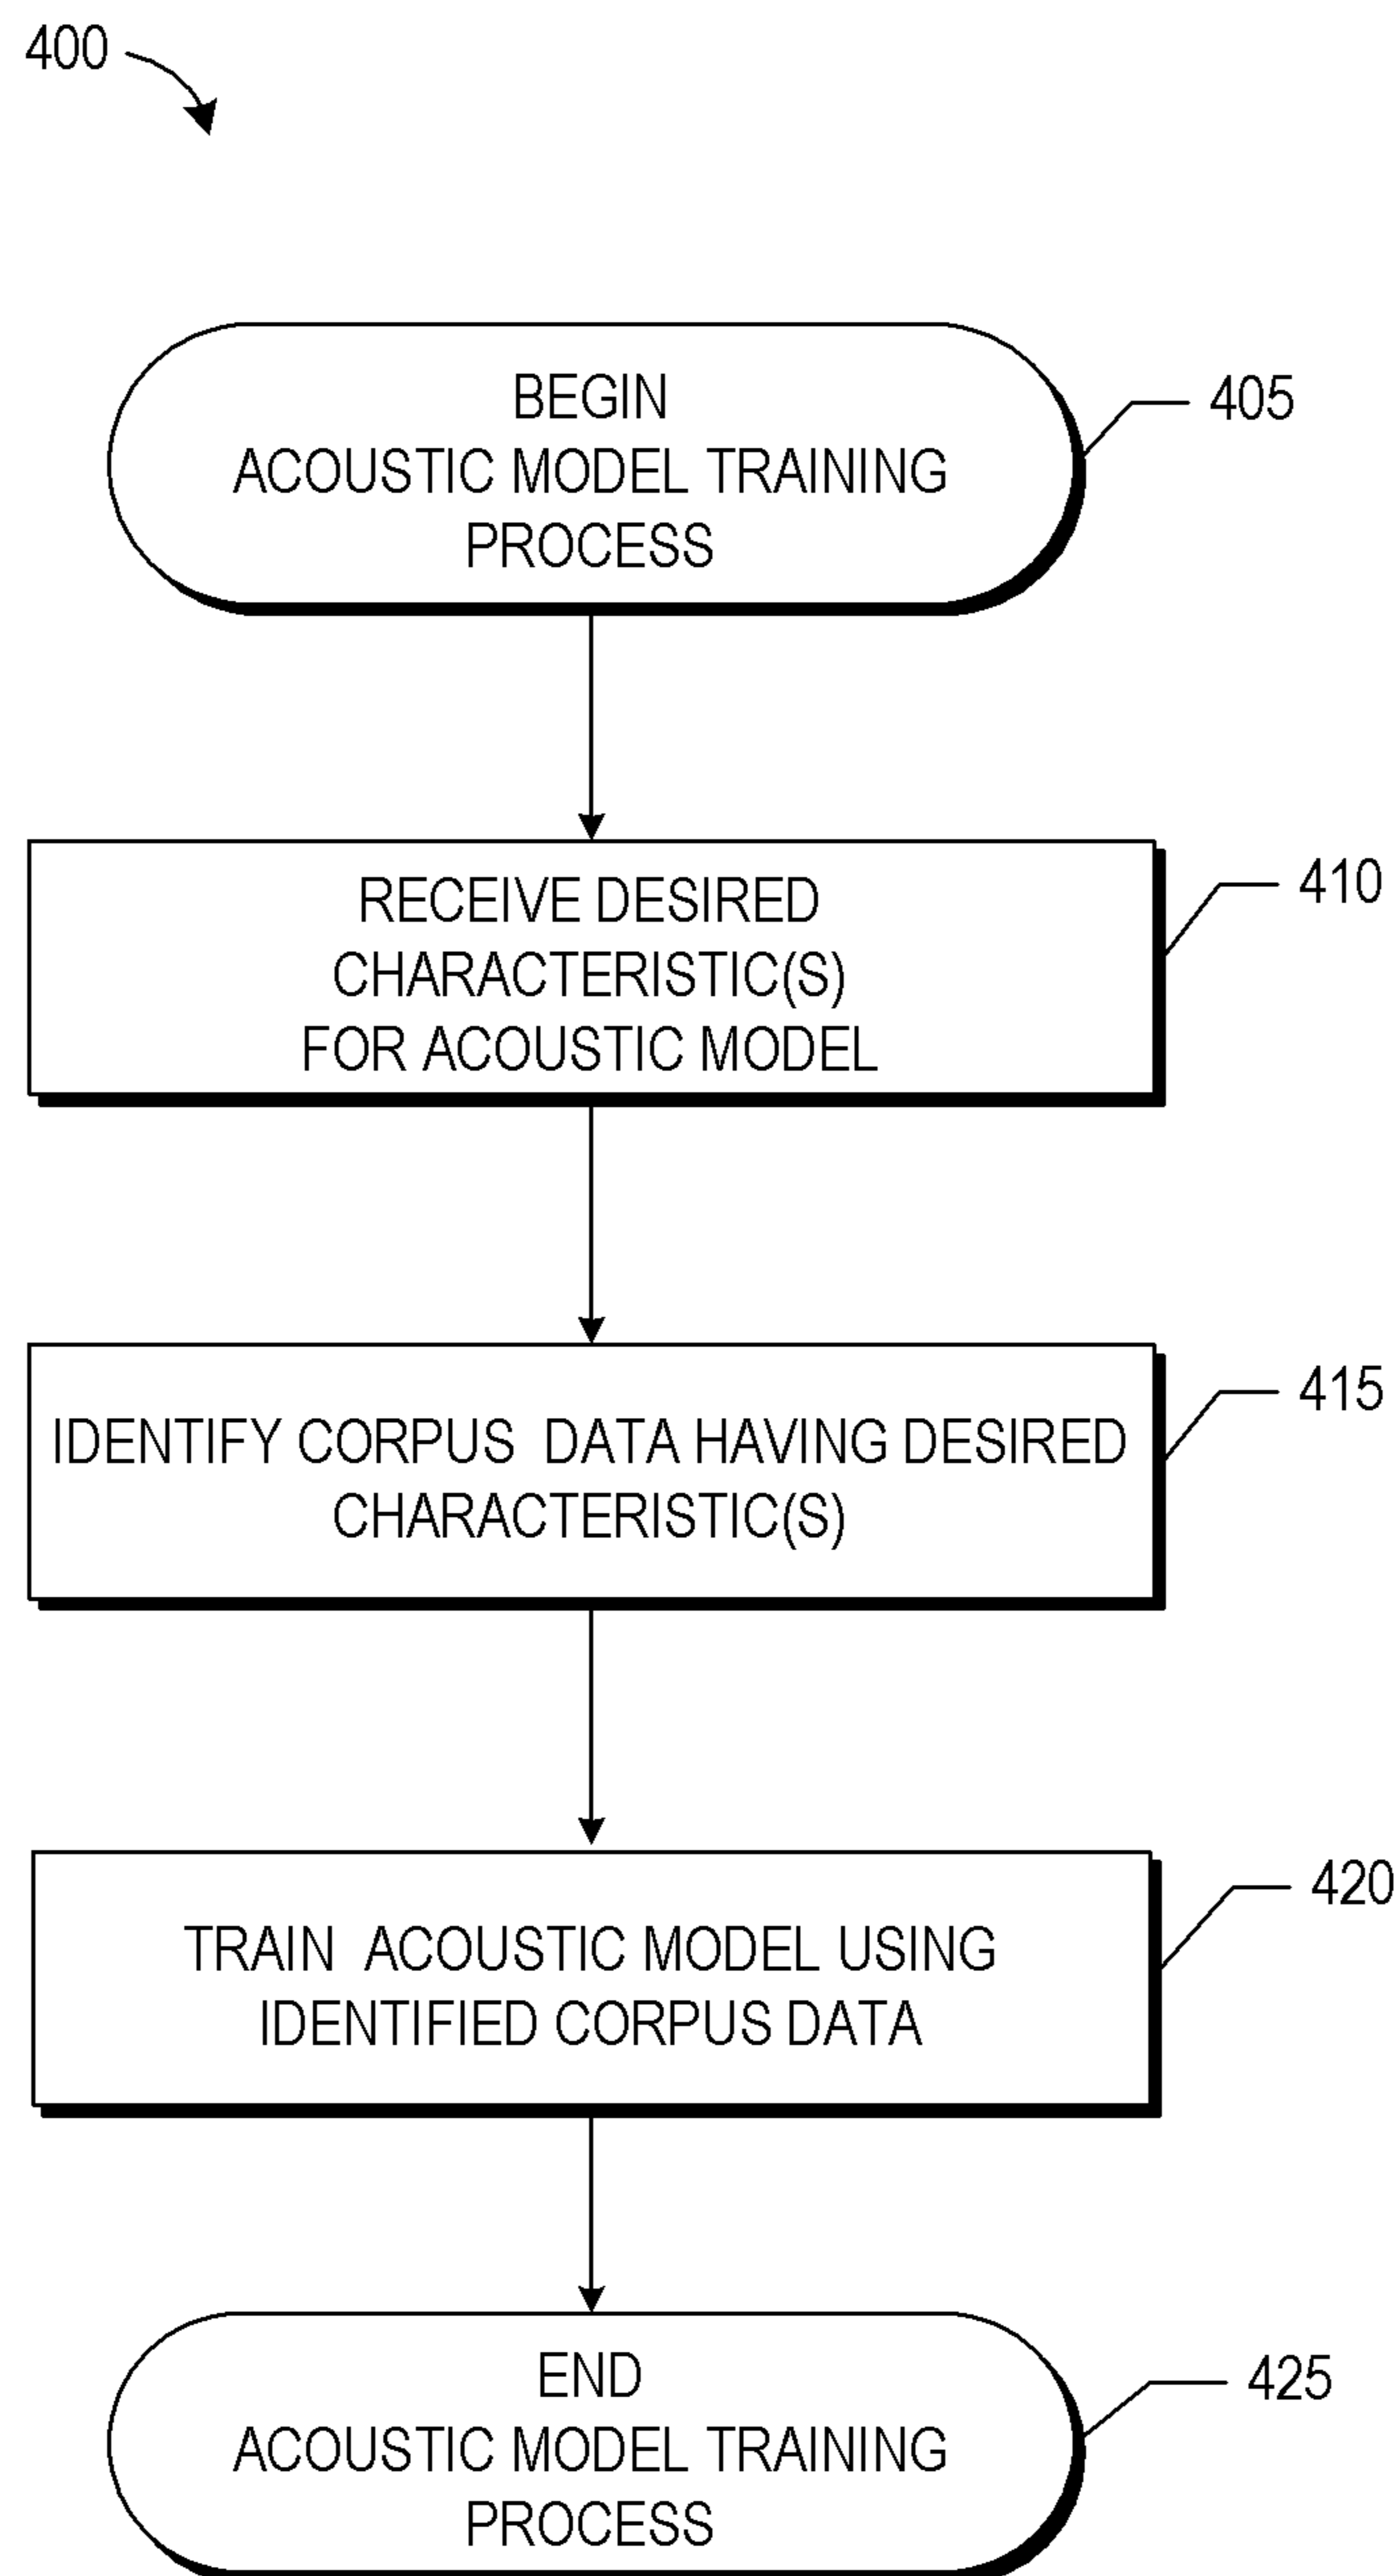 400
BEGIN
ACOUSTIC MODEL TRAINING
PROCESS
405
RECEIVE DESIRED
CHARACTERISTIC(S)
FOR ACOUSTIC MODEL
410
IDENTIFY CORPUS DATA HAVING DESIRED
CHARACTERISTIC(S)
415
TRAIN ACOUSTIC MODEL USING
IDENTIFIED CORPUS DATA
420
END
ACOUSTIC MODEL TRAINING
PROCESS
425